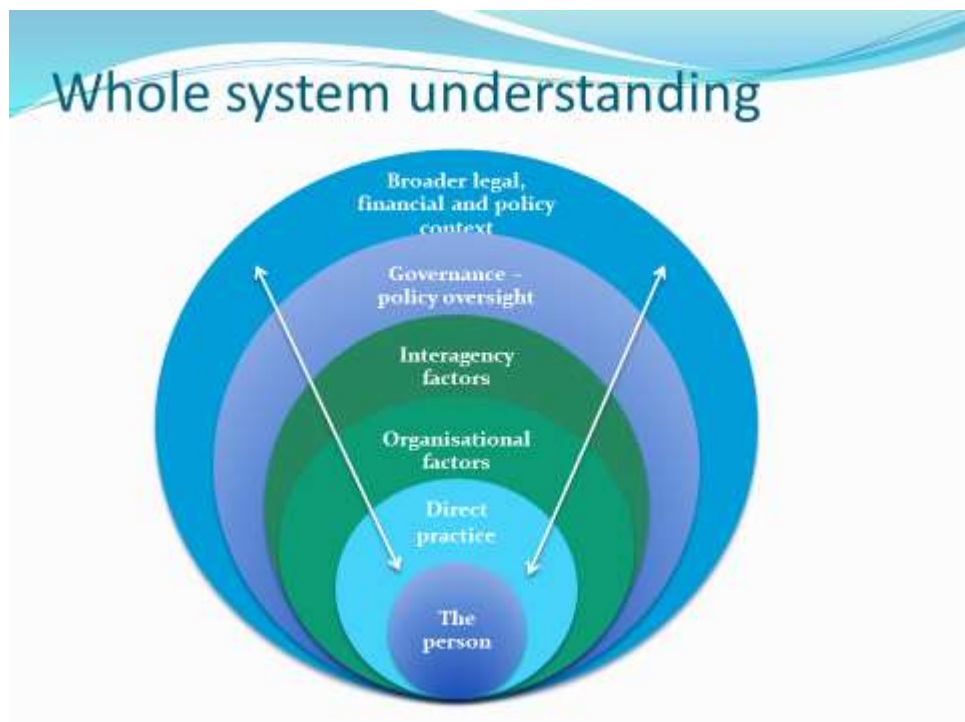 Whole system understanding
Broader legal,
financial and policy
context
Governance –
policy oversight
Interagency
factors
Organisational
factors
Direct
practice
The
person